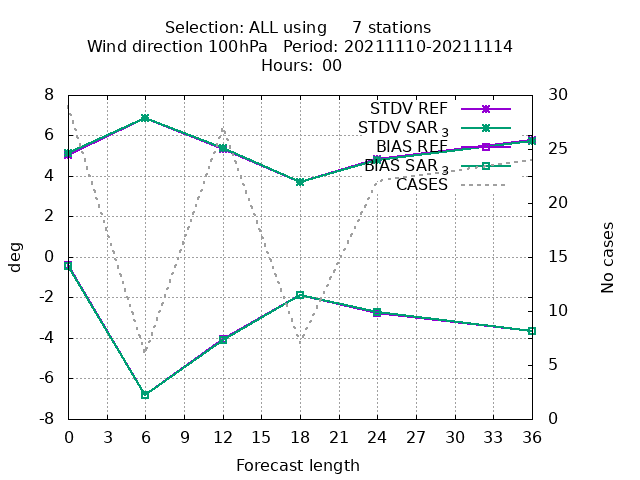 Selection: ALL using 7 stations
Wind direction 100hPa Period: 20211110-20211114
Hours: 00
STDV REF
STDV SAR 3
BIAS REF
BIAS SAR 3
CASES
8
6
4
2
0
-2
-4
-6
-8
deg
30
25
20
15
10
5
0
No cases
0 3 6 9 12 15 18 21 24 27 30 33 36
Forecast length